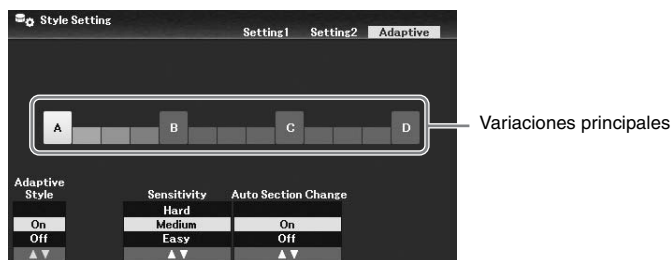 Style Setting
Setting1 Setting2 Adaptive
A B C D
Variaciones principales
Adaptive Style
Sensitivity
Auto Section Change
Hard
On Medium On
Off Easy Off